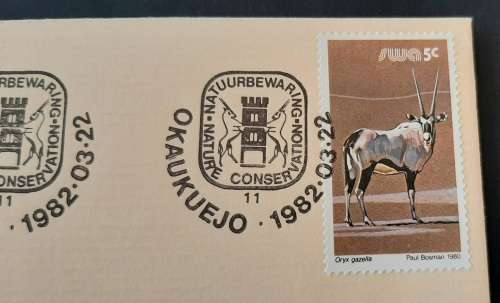 NATUURBEWARING
CONSERVATION
11
· 1982·03·22
NATUURBEWARING
·NATURE CONSERVATION·
11
OKAUKUEJO · 1982·03·22
swa 5c
Oryx gazella Paul Bosman 1980